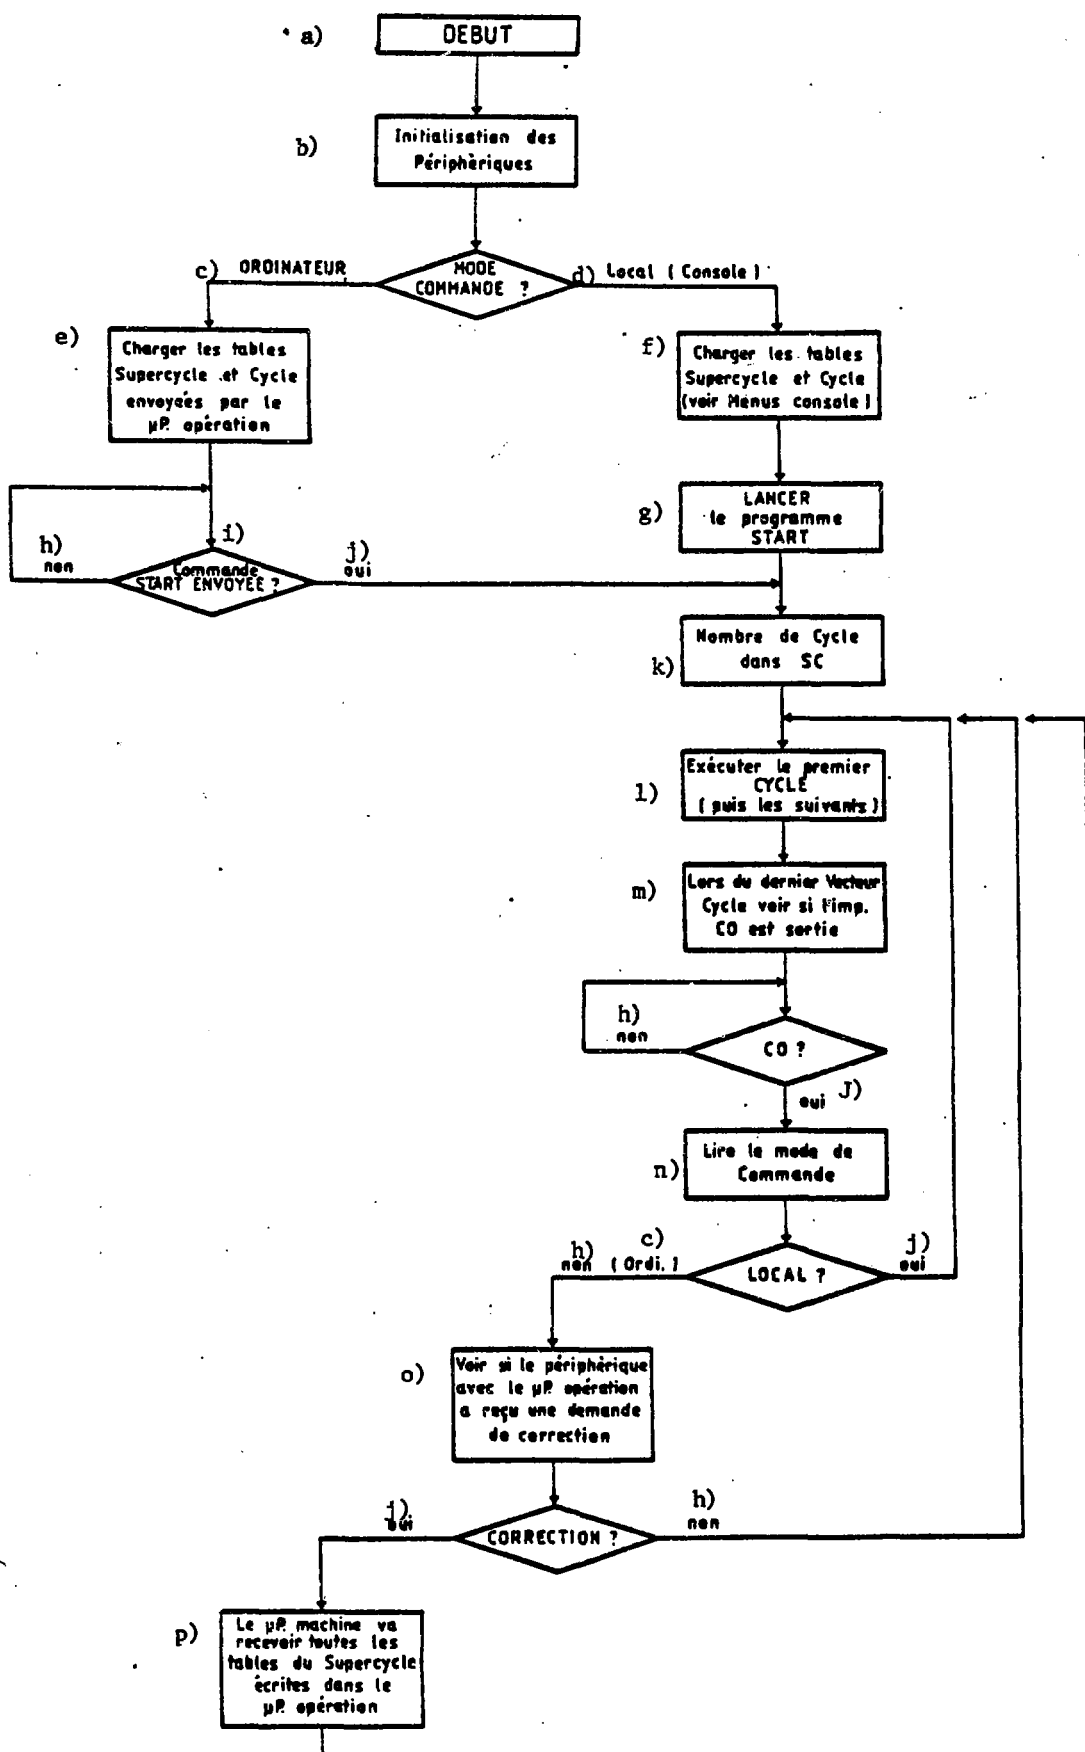 a) DEBUT
b) Initialisation des
Périphèriques
c) ORDINATEUR
MODE
COMMANDE ?
d) Local (Console)
e) Charger les tables
Supercycle et Cycle
envoyées par le
µP. opération
f) Charger les tables
Supercycle et Cycle
(voir Menus console)
g) LANCER
le programme
START
h)
non
i)
Commande
START ENVOYEE ?
j)
oui
k) Nombre de Cycle
dans SC
l) Exécuter le premier
CYCLE
(puis les suivants)
m) Lors du dernier Vecteur
Cycle voir si l'imp.
CO est sortie
h)
non
CO ?
oui J)
n) Lire le mode de
Commande
h)
non
c)
(Ordi.)
LOCAL ?
j)
oui
o) Voir si le périphèrique
avec le µP. opération
a reçu une demande
de correction
j)
oui
CORRECTION ?
h)
non
p) Le µP. machine va
recevoir toutes les
tables du Supercycle
écrites dans le
µP. opération